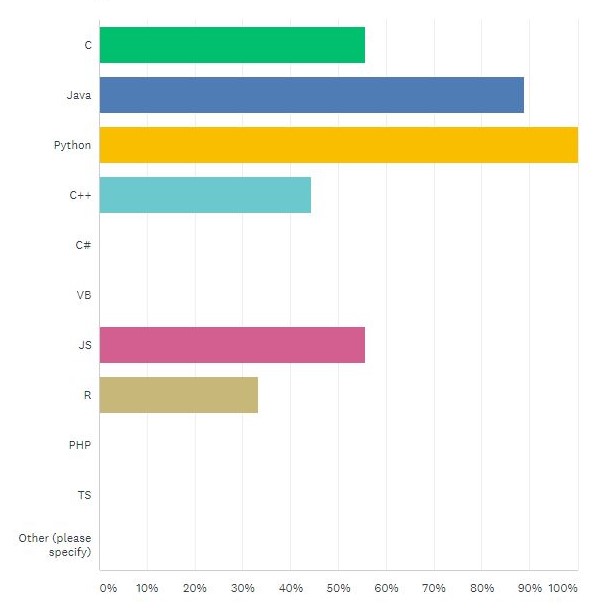 C
Java
Python
C++
C#
VB
JS
R
PHP
TS
Other (please
specify)
0% 10% 20% 30% 40% 50% 60% 70% 80% 90% 100%